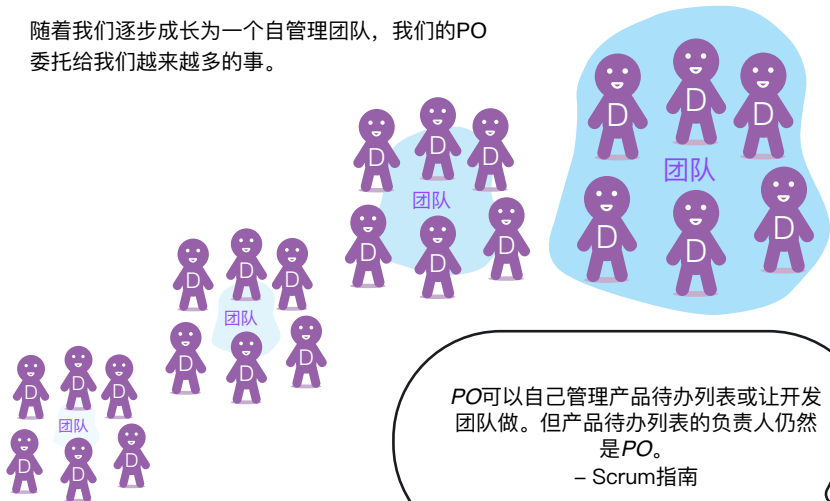 随着我们逐步成长为一个自管理团队，我们的PO
委托给我们越来越多的事。
D D D
团队
D D D
D D D
团队
D D D
D D D
团队
D D D
D D D
团队
D D D
PO可以自己管理产品待办列表或让开发
团队做。但产品待办列表的负责人仍然
是PO。
– Scrum指南